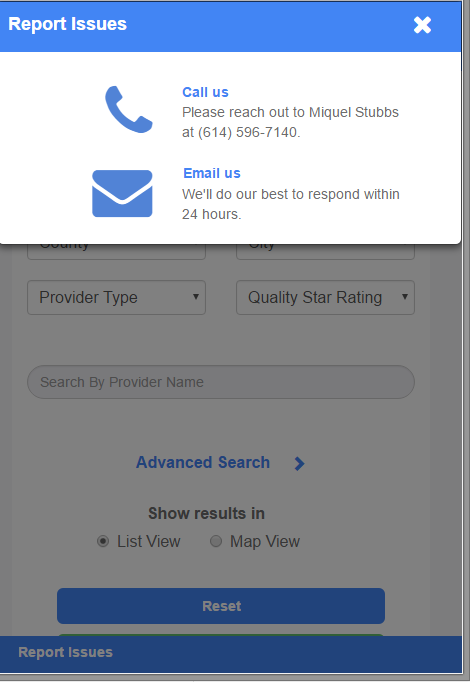 Report Issues
Call us
Please reach out to Miquel Stubbs
at (614) 596-7140.
Email us
We'll do our best to respond within
24 hours.
County
City
Provider Type
Quality Star Rating
Search By Provider Name
Advanced Search
Show results in
List View
Map View
Reset
Report Issues